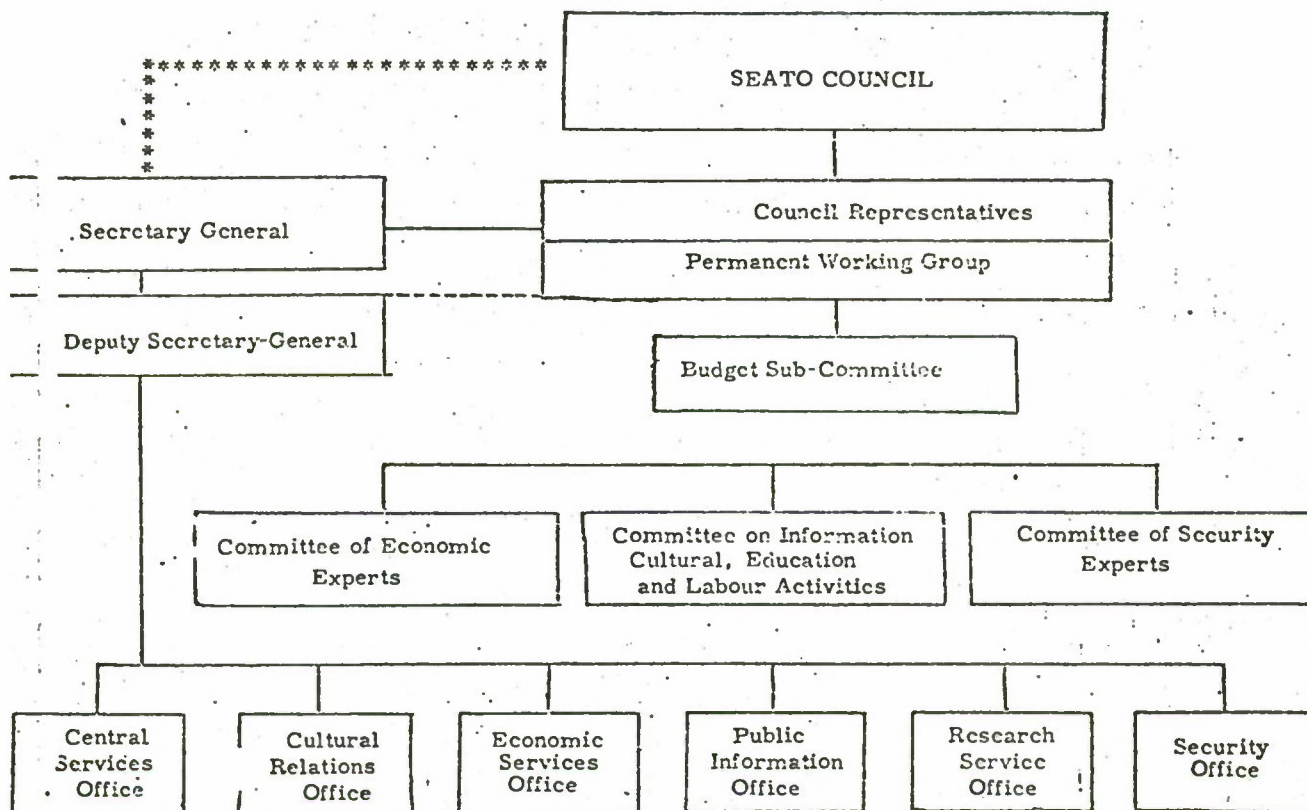 SEATO COUNCIL
Secretary General
Council Representatives
Permanent Working Group
Deputy Secretary-General
Budget Sub-Committee
Committee of Economic
Experts
Committee on Information
Cultural, Education
and Labour Activities
Committee of Security
Experts
Central
Services
Office
Cultural
Relations
Office
Economic
Services
Office
Public
Information
Office
Research
Service
Office
Security
Office